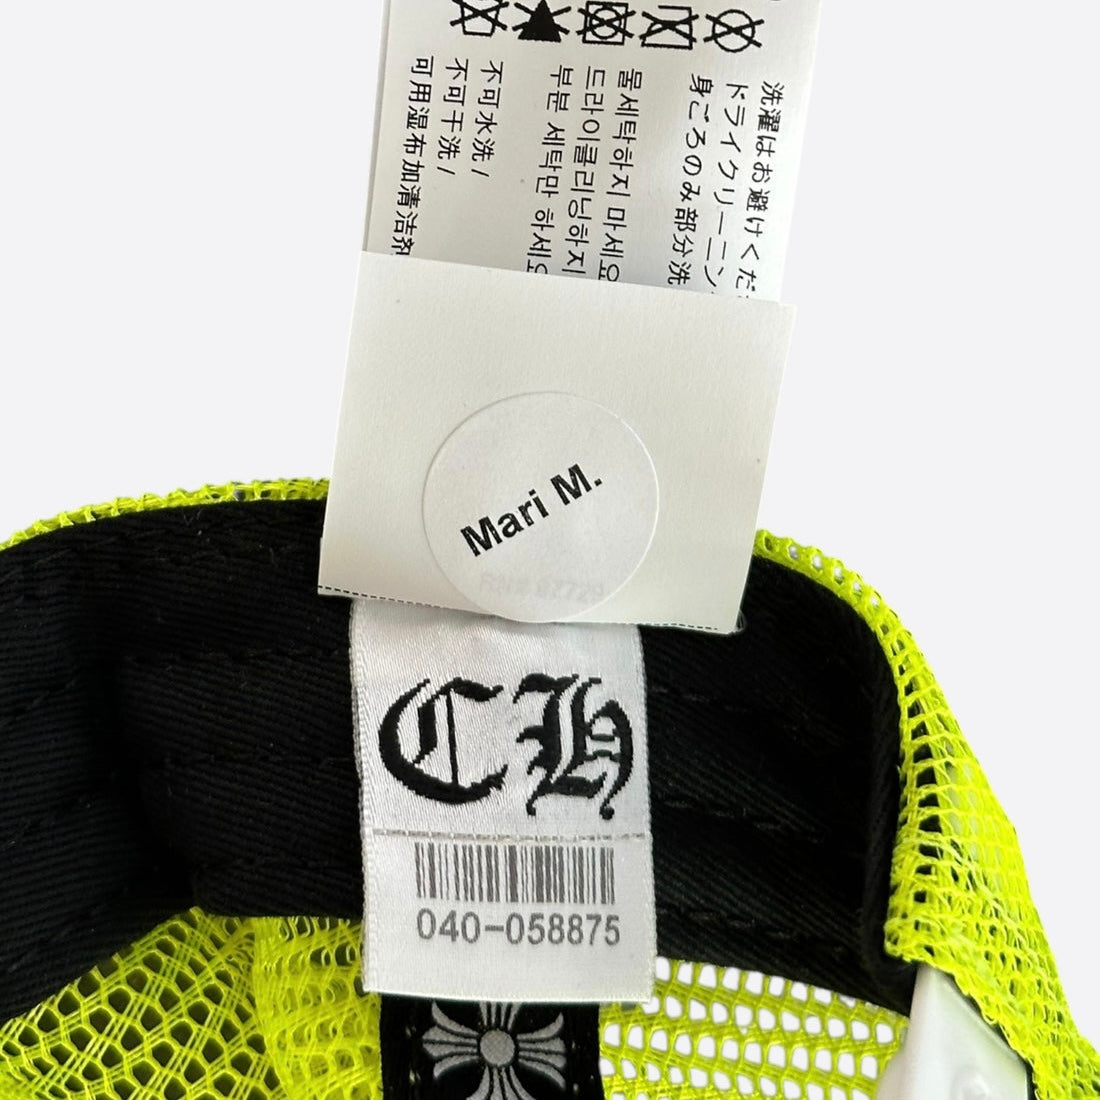 洗濯はお避けくだ
ドライクリーニン
身ごろのみ部分洗
물세탁하지 마세요
드라이클리닝하지
부분 세탁만 하세요
不可水洗 /
不可干洗 /
可用湿布加清洁剂
Mari M.
CH
040-058875